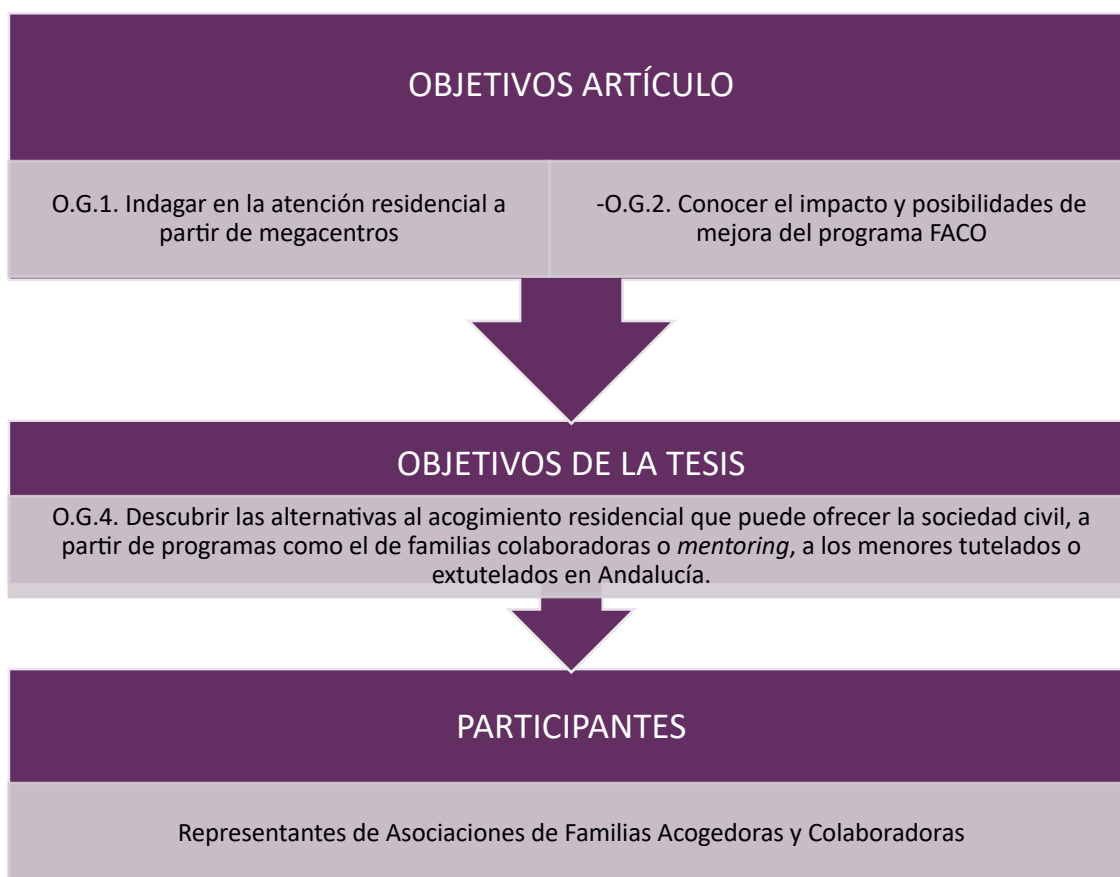 OBJETIVOS ARTÍCULO
O.G.1. Indagar en la atención residencial a
partir de megacentros
-O.G.2. Conocer el impacto y posibilidades de
mejora del programa FACO
OBJETIVOS DE LA TESIS
O.G.4. Descubrir las alternativas al acogimiento residencial que puede ofrecer la sociedad civil, a
partir de programas como el de familias colaboradoras o mentoring, a los menores tutelados o
extutelados en Andalucía.
PARTICIPANTES
Representantes de Asociaciones de Familias Acogedoras y Colaboradoras